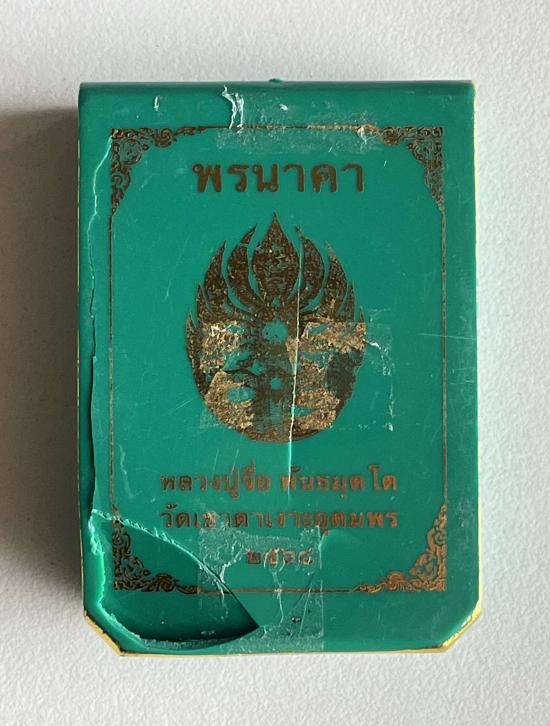 พรนาคา
หลวงปู่จื่อ พันธมุตโต
วัดเขาตาเงาะอุดมพร